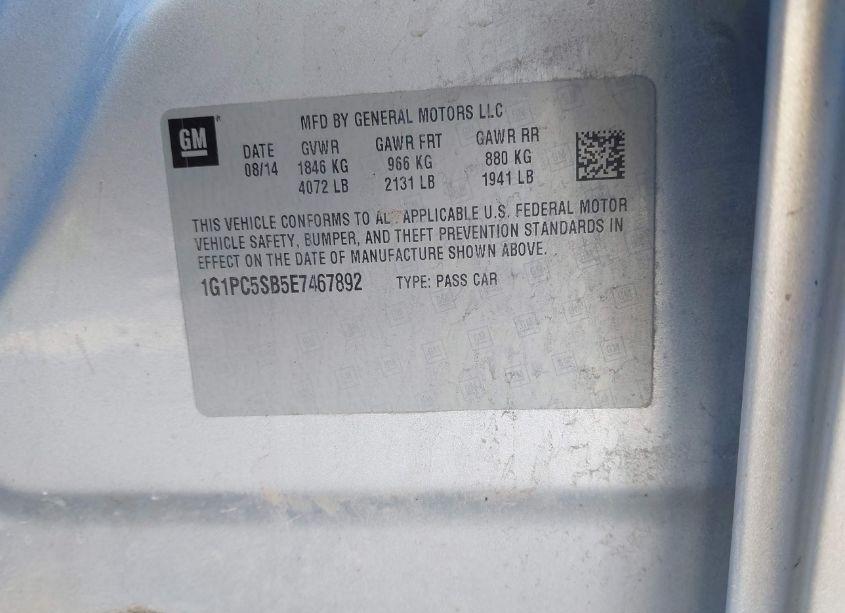 GM
MFD BY GENERAL MOTORS LLC
DATE GVWR GAWR FRT GAWR RR
08/14 1846 KG 966 KG 880 KG
4072 LB 2131 LB 1941 LB
THIS VEHICLE CONFORMS TO AL APPLICABLE U.S. FEDERAL MOTOR
VEHICLE SAFETY, BUMPER, AND THEFT PREVENTION STANDARDS IN
EFFECT ON THE DATE OF MANUFACTURE SHOWN ABOVE.
1G1PC5SB5E7467892 TYPE: PASS CAR